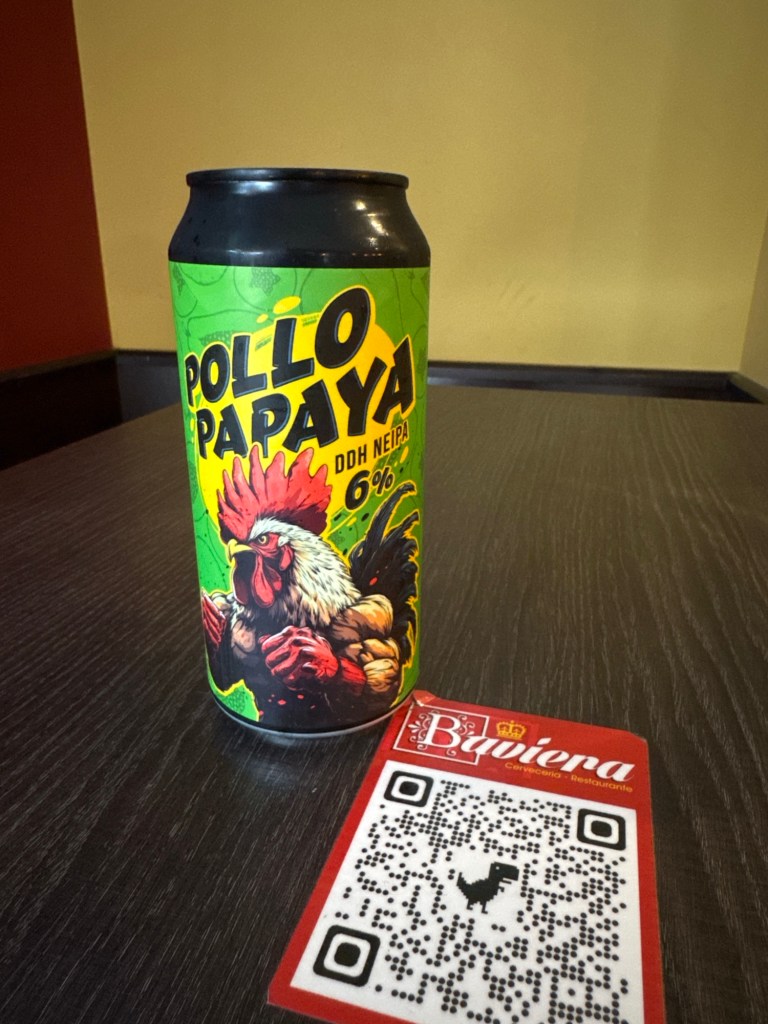 POLLO
PAPAYA
DDH NEIPA
6%
Baviera
Cervecería - Restaurante